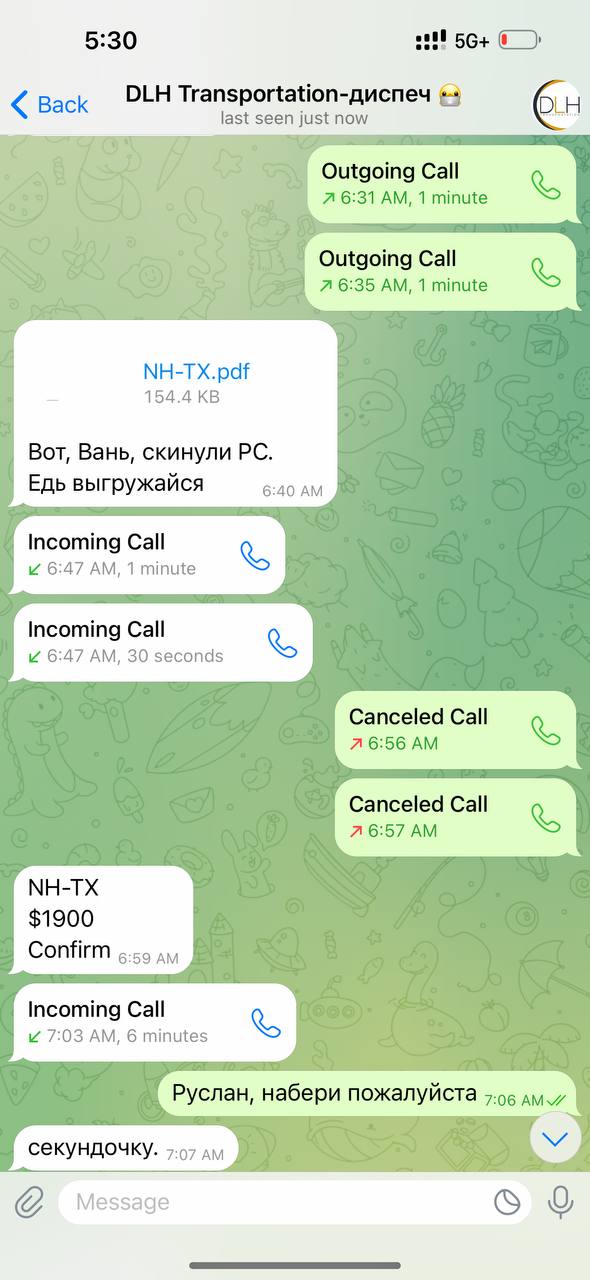 5:30
5G+
Back
DLH Transportation-диспеч
last seen just now
DLH
Outgoing Call
6:31 AM, 1 minute
Outgoing Call
6:35 AM, 1 minute
NH-TX.pdf
154.4 KB
Вот, Вань, скинули РС.
Едь выгружайся
6:40 AM
Incoming Call
6:47 AM, 1 minute
Incoming Call
6:47 AM, 30 seconds
Canceled Call
6:56 AM
Canceled Call
6:57 AM
NH-TX
$1900
Confirm 6:59 AM
Incoming Call
7:03 AM, 6 minutes
Руслан, набери пожалуйста 7:06 AM
секундочку. 7:07 AM
Message